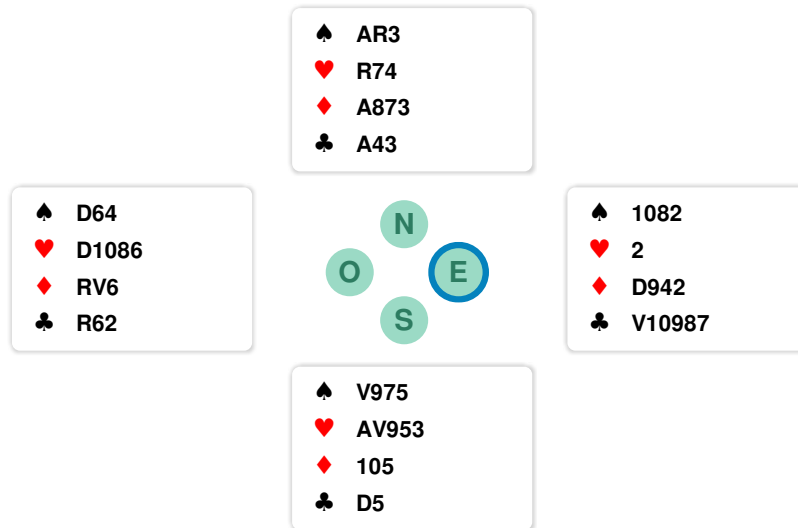 ♠ AR3
♥ R74
♦ A873
♣ A43
♠ D64
♥ D1086
♦ RV6
♣ R62
N
O
E
S
♠ 1082
♥ 2
♦ D942
♣ V10987
♠ V975
♥ AV953
♦ 105
♣ D5